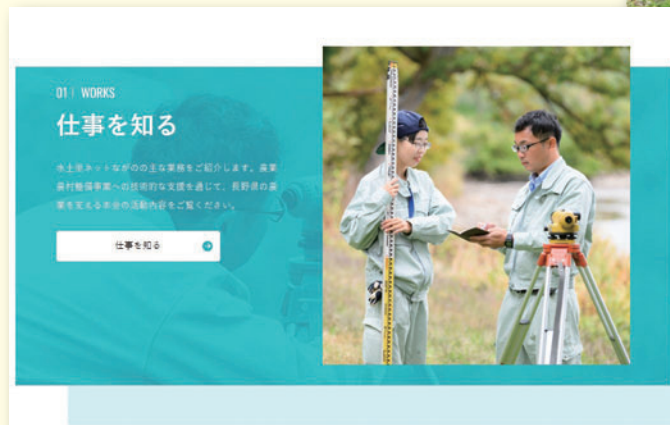 01 | WORKS
仕事を知る
水土里ネットながのの主な業務をご紹介します。農業
農村整備事業への技術的な支援を通じて、長野県の農
業を支える本会の活動内容をご覧ください。
仕事を知る